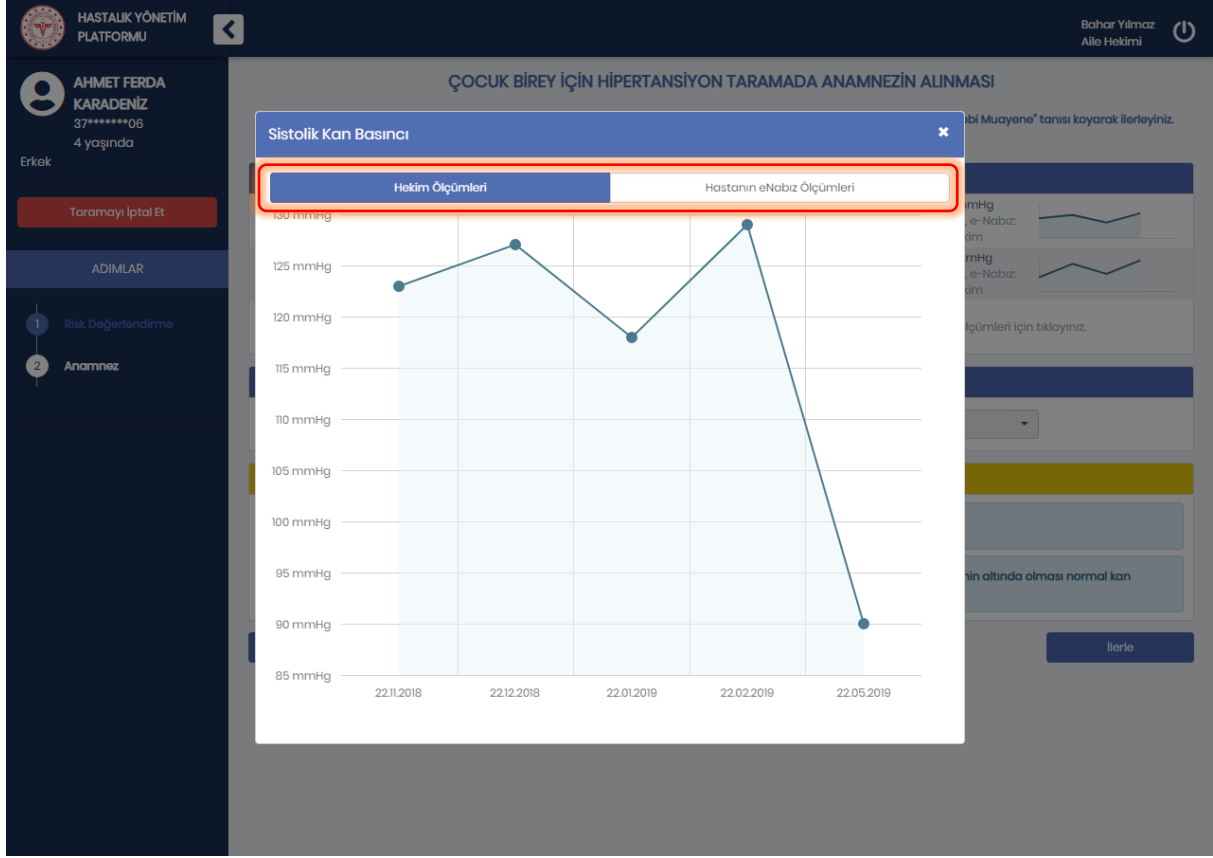 HASTALIK YÖNETİM
PLATFORMU
Bahar Yılmaz
Aile Hekimi
AHMET FERDA
KARADENİZ
37*******06
4 yaşında
Erkek
Taramayı İptal Et
ADIMLAR
1 Risk Değerlendirme
2 Anamnez
ÇOCUK BİREY İÇİN HİPERTANSİYON TARAMADA ANAMNEZİN ALINMASI
bbi Muayene" tanısı koyarak ilerleyiniz.
Sistolik Kan Basıncı
Hekim Ölçümleri
Hastanın eNabız Ölçümleri
130 mmHg
125 mmHg
120 mmHg
115 mmHg
110 mmHg
105 mmHg
100 mmHg
95 mmHg
90 mmHg
85 mmHg
22.11.2018
22.12.2018
22.01.2019
22.02.2019
22.05.2019
mmHg
, e-Nabız:
kim
mHg
, e-Nabız:
kim
lçümleri için tıklayınız.
nin altında olması normal kan
İlerle